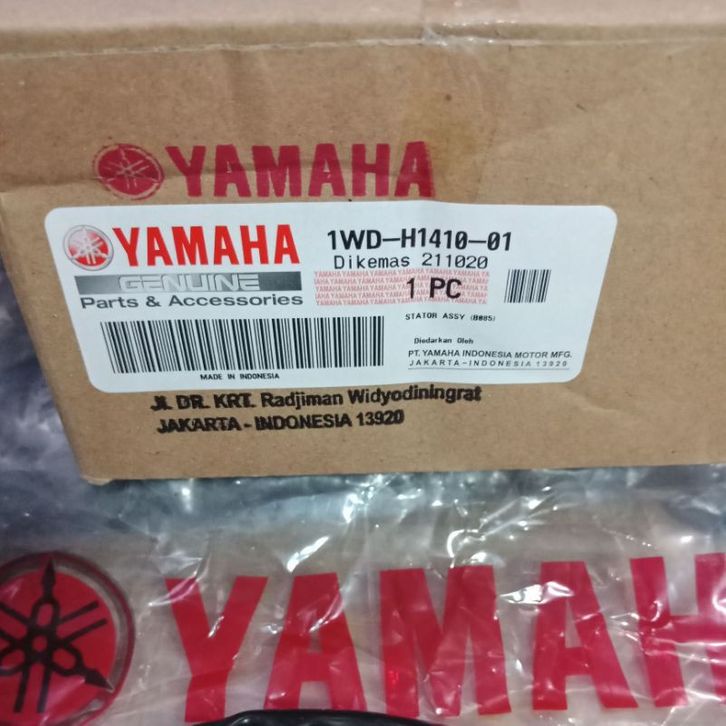 YAMAHA
YAMAHA
1WD-H1410-01
GENUINE
Dikemas 211020
Parts & Accessories
1 PC
STATOR ASSY (B085)
Diedarkan Oleh
PT. YAMAHA INDONESIA MOTOR MFG.
JAKARTA-INDONESIA 13920
MADE IN INDONESIA
Jl. DR. KRT. Radjiman Widyodiningrat
JAKARTA - INDONESIA 13920
YAMAH